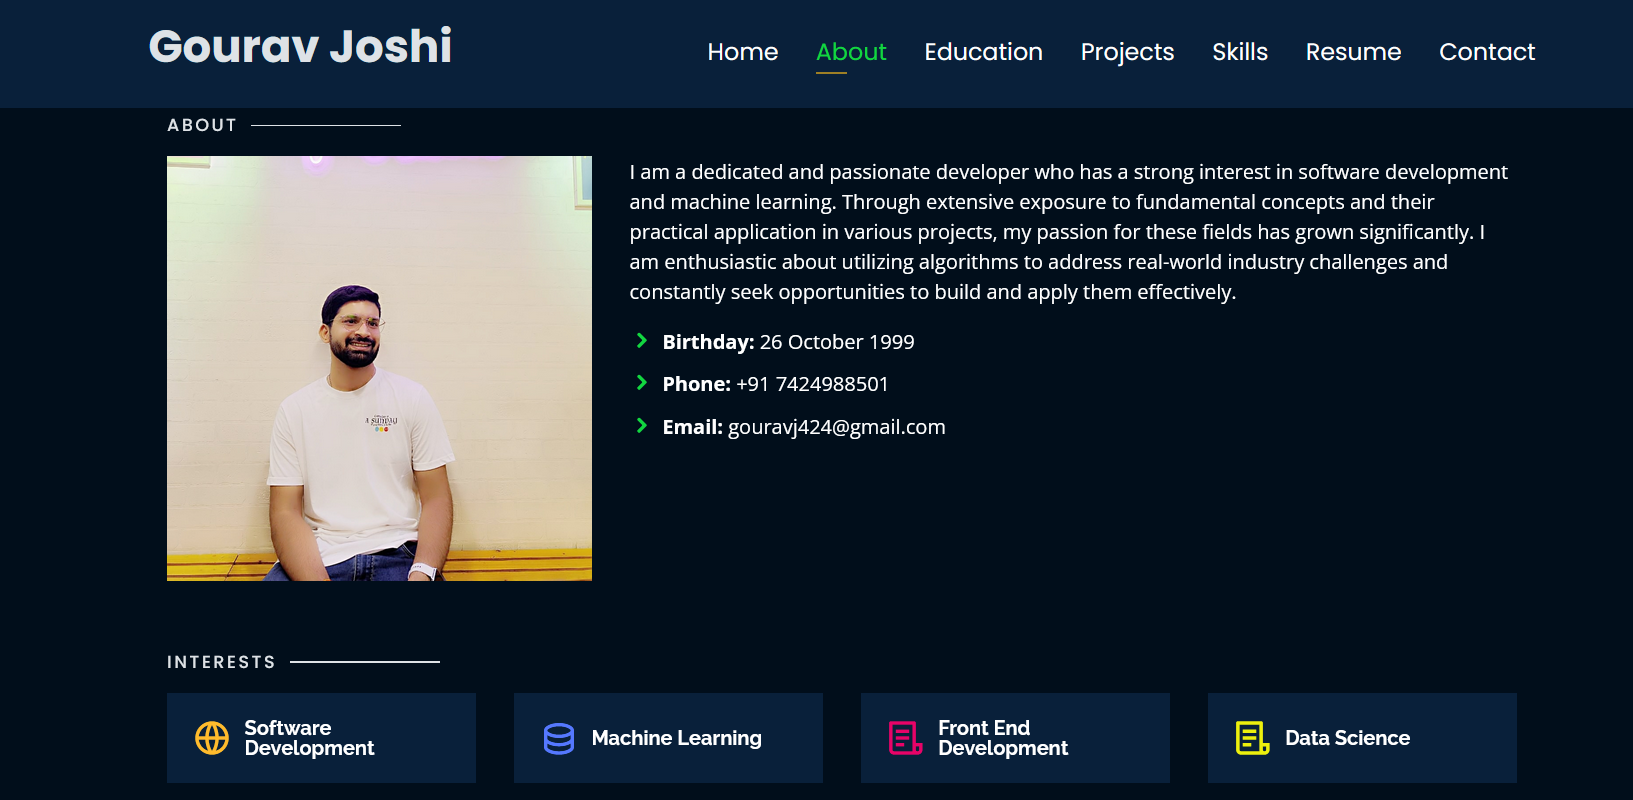 Gourav Joshi
Home About Education Projects Skills Resume Contact
ABOUT
I am a dedicated and passionate developer who has a strong interest in software development
and machine learning. Through extensive exposure to fundamental concepts and their
practical application in various projects, my passion for these fields has grown significantly. I
am enthusiastic about utilizing algorithms to address real-world industry challenges and
constantly seek opportunities to build and apply them effectively.
Birthday: 26 October 1999
Phone: +91 7424988501
Email: gouravj424@gmail.com
A SUNDAY
INTERESTS
Software
Development
Machine Learning
Front End
Development
Data Science